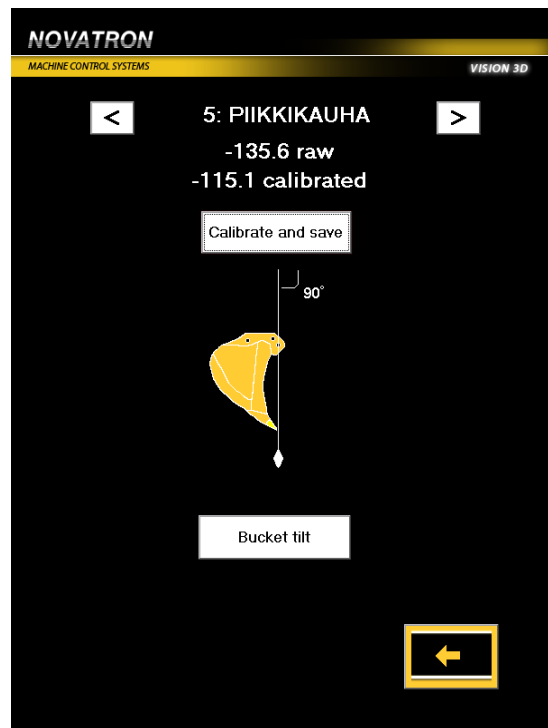 NOVATRON
MACHINE CONTROL SYSTEMS
VISION 3D
< 5: PIIKKIKAUHA >
-135.6 raw
-115.1 calibrated
Calibrate and save
90°
Bucket tilt